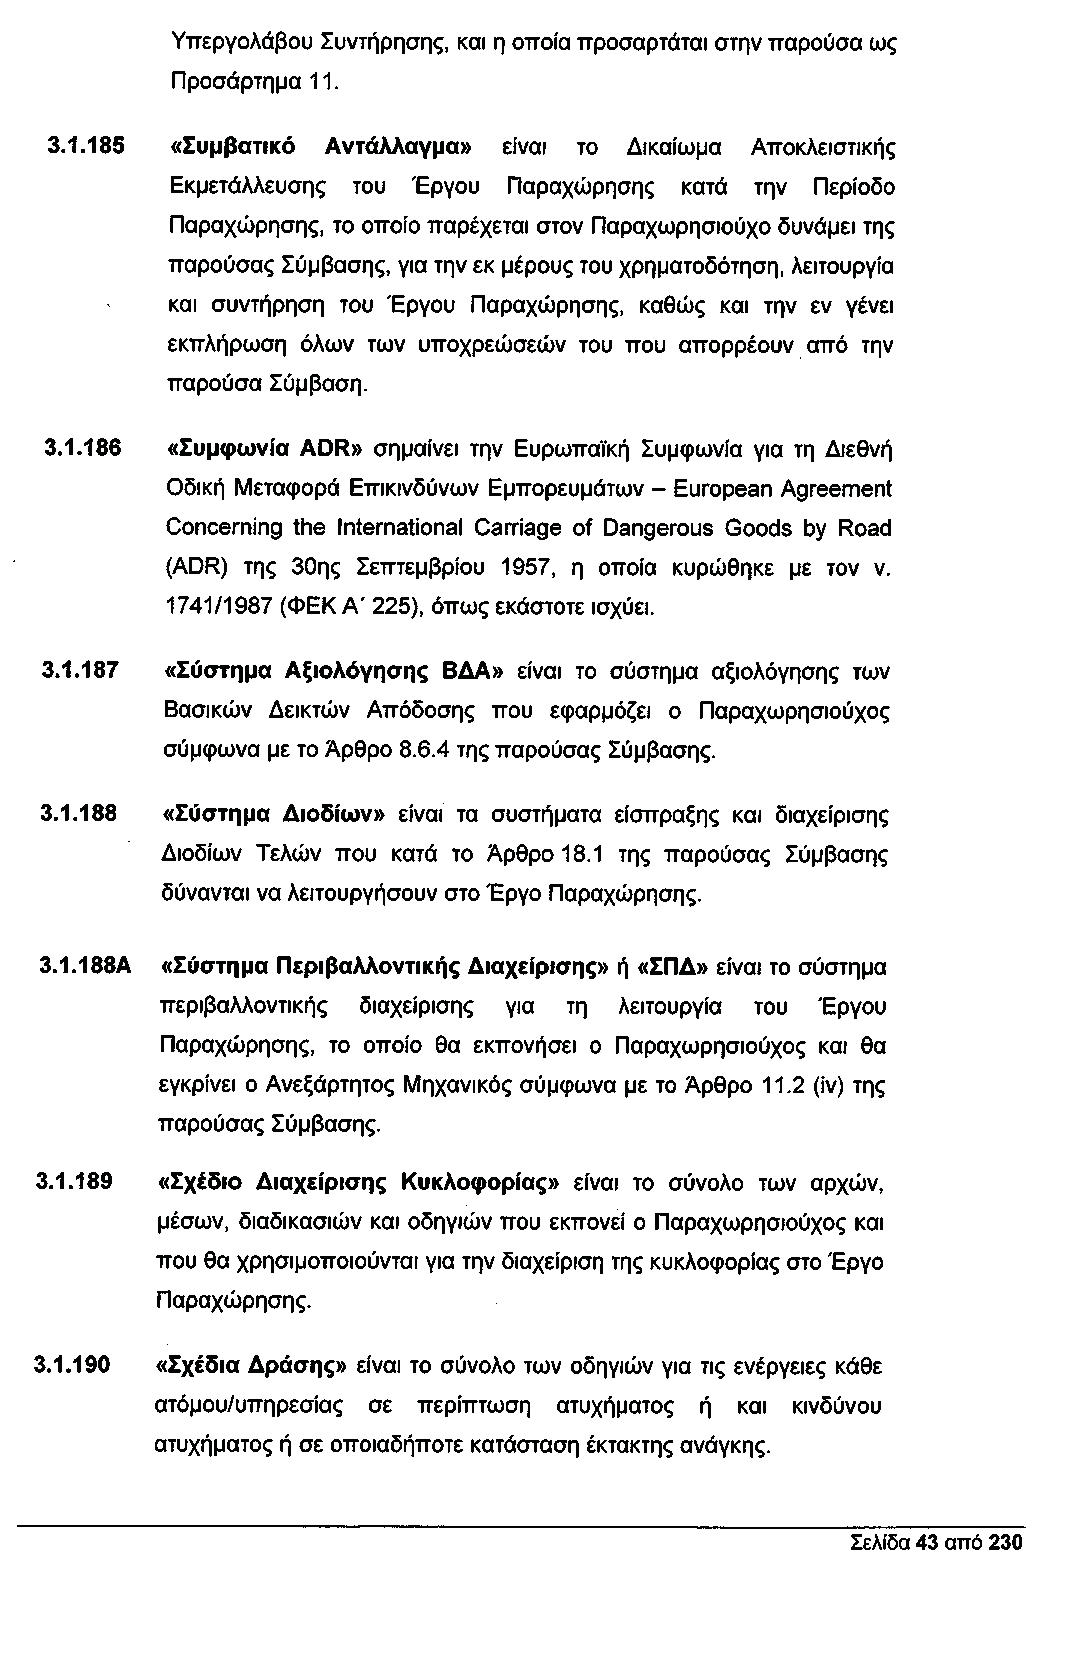 Υπεργολάβου Συντήρησης, και η οποία προσαρτάται στην παρούσα ως
Προσάρτημα 11.
3.1.185 «Συμβατικό Αντάλλαγμα» είναι το Δικαίωμα Αποκλειστικής
Εκμετάλλευσης του Έργου Παραχώρησης κατά την Περίοδο
Παραχώρησης, το οποίο παρέχεται στον Παραχωρησιούχο δυνάμει της
παρούσας Σύμβασης, για την εκ μέρους του χρηματοδότηση, λειτουργία
και συντήρηση του Έργου Παραχώρησης, καθώς και την εν γένει
εκπλήρωση όλων των υποχρεώσεών του που απορρέουν από την
παρούσα Σύμβαση.
3.1.186 «Συμφωνία ADR» σημαίνει την Ευρωπαϊκή Συμφωνία για τη Διεθνή
Οδική Μεταφορά Επικινδύνων Εμπορευμάτων – European Agreement
Concerning the International Carriage of Dangerous Goods by Road
(ADR) της 30ης Σεπτεμβρίου 1957, η οποία κυρώθηκε με τον ν.
1741/1987 (ΦΕΚ Α' 225), όπως εκάστοτε ισχύει.
3.1.187 «Σύστημα Αξιολόγησης ΒΔΑ» είναι το σύστημα αξιολόγησης των
Βασικών Δεικτών Απόδοσης που εφαρμόζει ο Παραχωρησιούχος
σύμφωνα με το Άρθρο 8.6.4 της παρούσας Σύμβασης.
3.1.188 «Σύστημα Διοδίων» είναι τα συστήματα είσπραξης και διαχείρισης
Διοδίων Τελών που κατά το Άρθρο 18.1 της παρούσας Σύμβασης
δύνανται να λειτουργήσουν στο Έργο Παραχώρησης.
3.1.188Α «Σύστημα Περιβαλλοντικής Διαχείρισης» ή «ΣΠΔ» είναι το σύστημα
περιβαλλοντικής διαχείρισης για τη λειτουργία του Έργου
Παραχώρησης, το οποίο θα εκπονήσει ο Παραχωρησιούχος και θα
εγκρίνει ο Ανεξάρτητος Μηχανικός σύμφωνα με το Άρθρο 11.2 (iv) της
παρούσας Σύμβασης.
3.1.189 «Σχέδιο Διαχείρισης Κυκλοφορίας» είναι το σύνολο των αρχών,
μέσων, διαδικασιών και οδηγιών που εκπονεί ο Παραχωρησιούχος και
που θα χρησιμοποιούνται για την διαχείριση της κυκλοφορίας στο Έργο
Παραχώρησης.
3.1.190 «Σχέδια Δράσης» είναι το σύνολο των οδηγιών για τις ενέργειες κάθε
ατόμου/υπηρεσίας σε περίπτωση ατυχήματος ή και κινδύνου
ατυχήματος ή σε οποιαδήποτε κατάσταση έκτακτης ανάγκης.
Σελίδα 43 από 230